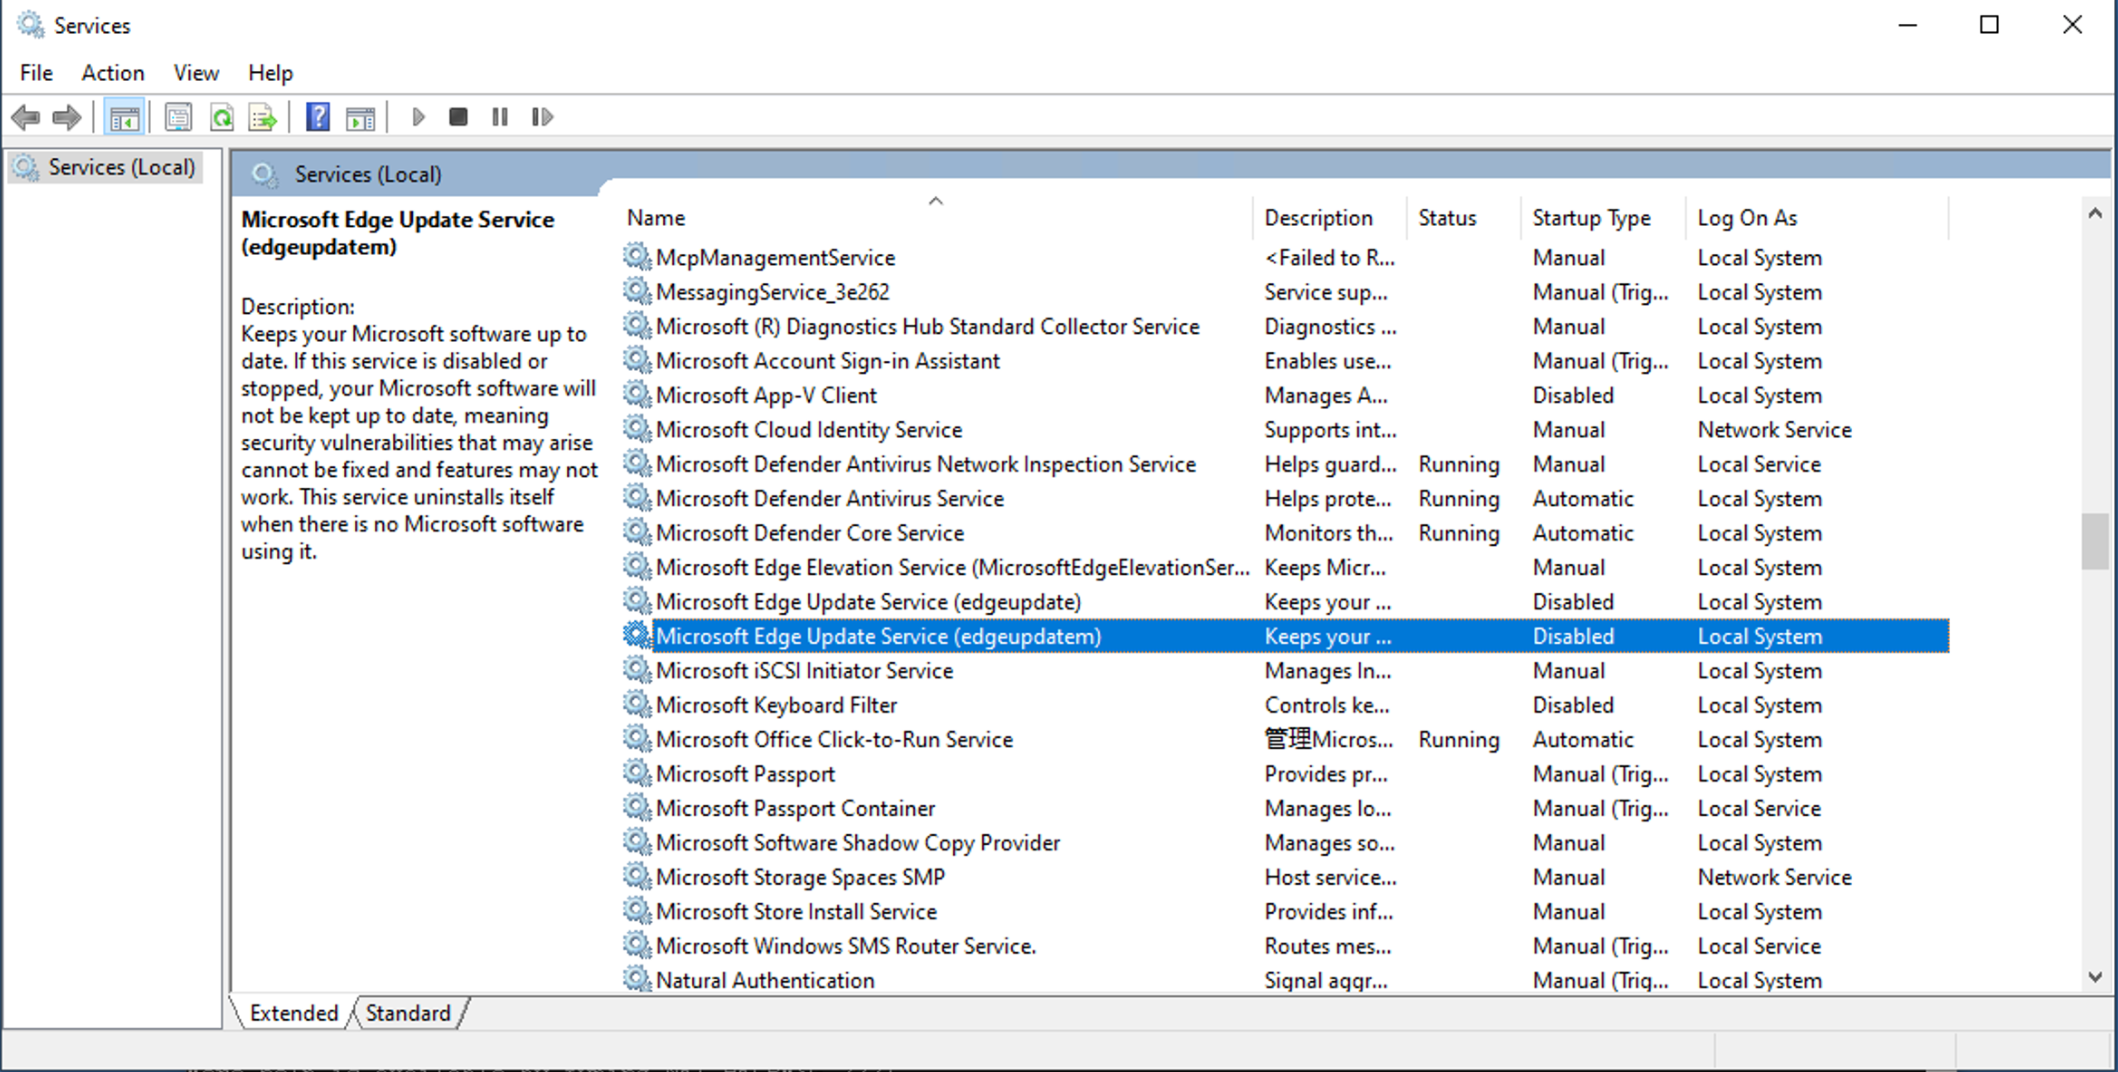 Services
File Action View Help
Services (Local)
Services (Local)
Microsoft Edge Update Service
(edgeupdatem)
Description:
Keeps your Microsoft software up to
date. If this service is disabled or
stopped, your Microsoft software will
not be kept up to date, meaning
security vulnerabilities that may arise
cannot be fixed and features may not
work. This service uninstalls itself
when there is no Microsoft software
using it.
Name Description Status Startup Type Log On As
McpManagementService <Failed to R... Manual Local System
MessagingService_3e262 Service sup... Manual (Trig... Local System
Microsoft (R) Diagnostics Hub Standard Collector Service Diagnostics ... Manual Local System
Microsoft Account Sign-in Assistant Enables use... Manual (Trig... Local System
Microsoft App-V Client Manages A... Disabled Local System
Microsoft Cloud Identity Service Supports int... Manual Network Service
Microsoft Defender Antivirus Network Inspection Service Helps guard... Running Manual Local Service
Microsoft Defender Antivirus Service Helps prote... Running Automatic Local System
Microsoft Defender Core Service Monitors th... Running Automatic Local System
Microsoft Edge Elevation Service (MicrosoftEdgeElevationSer... Keeps Micr... Manual Local System
Microsoft Edge Update Service (edgeupdate) Keeps your ... Disabled Local System
Microsoft Edge Update Service (edgeupdatem) Keeps your ... Disabled Local System
Microsoft iSCSI Initiator Service Manages In... Manual Local System
Microsoft Keyboard Filter Controls ke... Disabled Local System
Microsoft Office Click-to-Run Service 管理Micros... Running Automatic Local System
Microsoft Passport Provides pr... Manual (Trig... Local System
Microsoft Passport Container Manages lo... Manual (Trig... Local Service
Microsoft Software Shadow Copy Provider Manages so... Manual Local System
Microsoft Storage Spaces SMP Host service... Manual Network Service
Microsoft Store Install Service Provides inf... Manual Local System
Microsoft Windows SMS Router Service. Routes mes... Manual (Trig... Local Service
Natural Authentication Signal aggr... Manual (Trig... Local System
Extended Standard